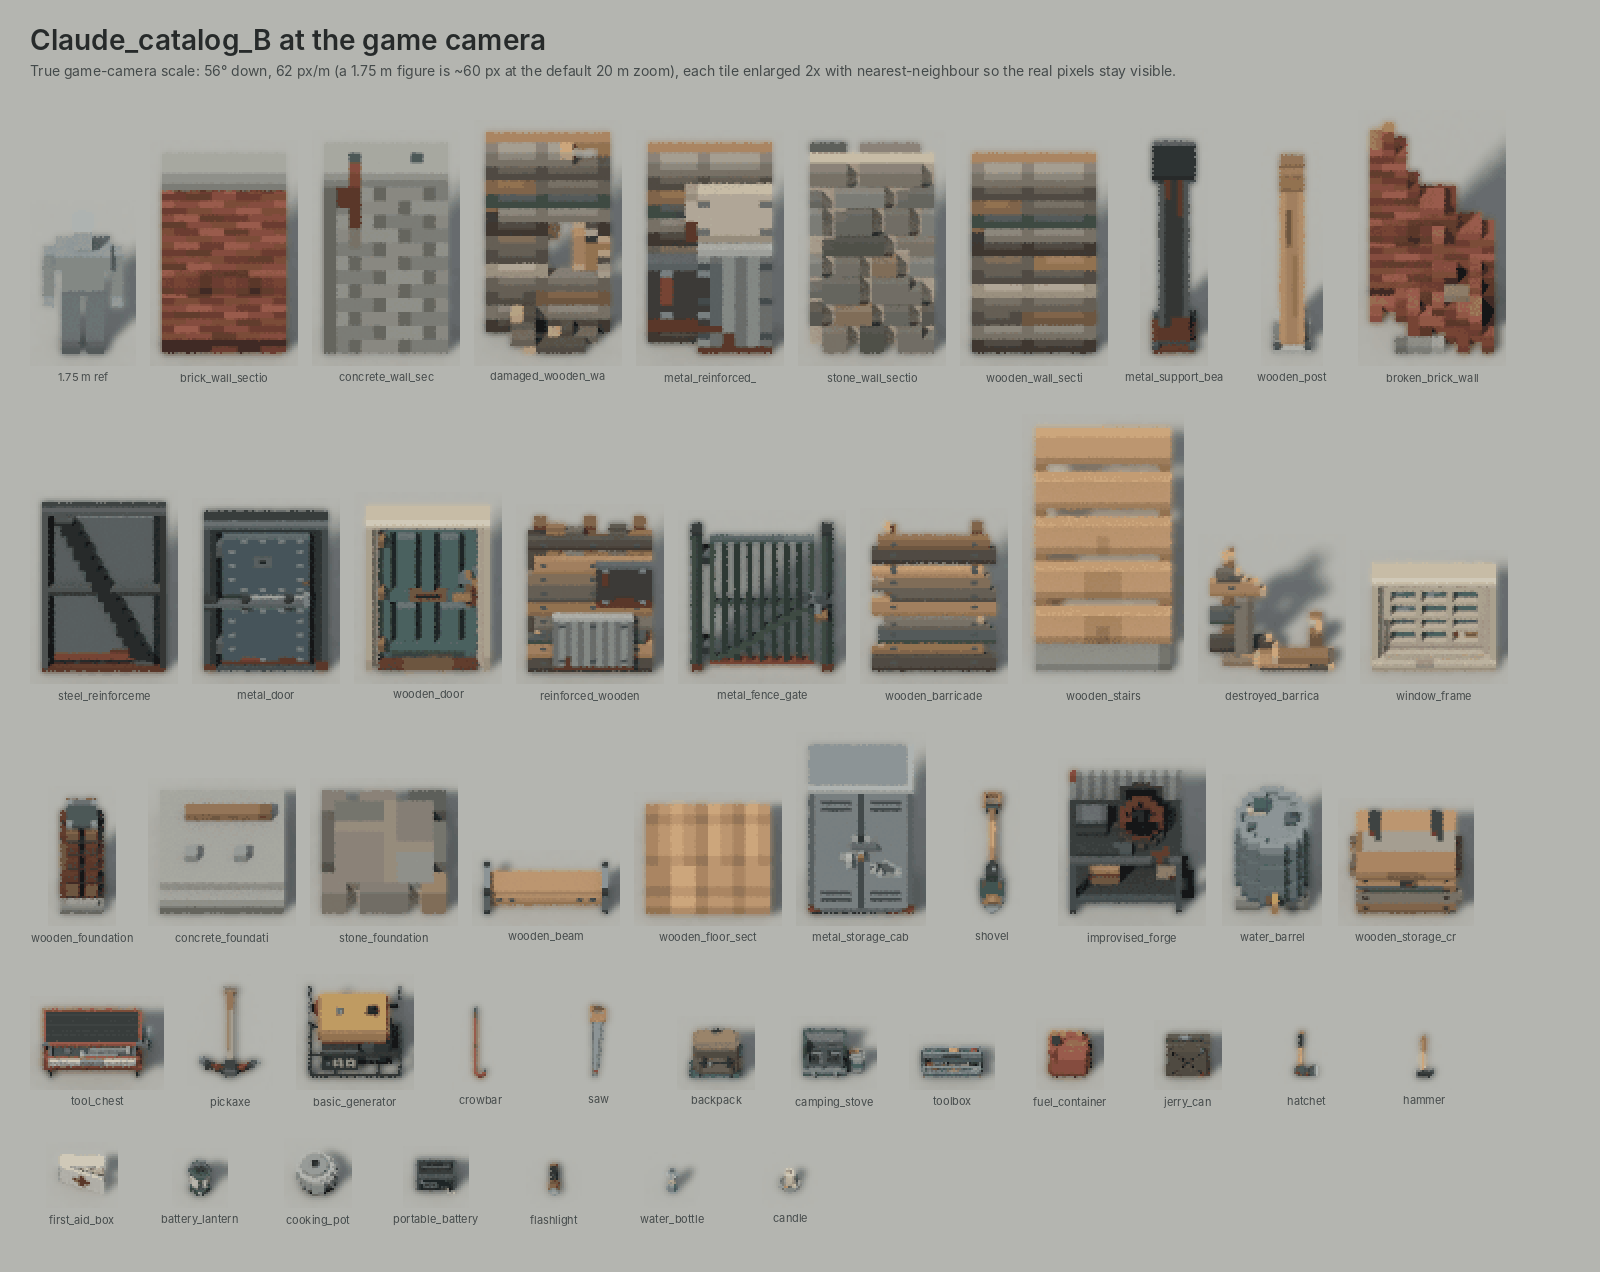 Claude_catalog_B at the game camera
True game-camera scale: 56° down, 62 px/m (a 1.75 m figure is ~60 px at the default 20 m zoom), each tile enlarged 2x with nearest-neighbour so the real pixels stay visible.
1.75 m ref
brick_wall_sectio
concrete_wall_sec
damaged_wooden_wa
metal_reinforced_
stone_wall_sectio
wooden_wall_secti
metal_support_bea
wooden_post
broken_brick_wall
steel_reinforceme
metal_door
wooden_door
reinforced_wooden
metal_fence_gate
wooden_barricade
wooden_stairs
destroyed_barrica
window_frame
wooden_foundation
concrete_foundati
stone_foundation
wooden_beam
wooden_floor_sect
metal_storage_cab
shovel
improvised_forge
water_barrel
wooden_storage_cr
tool_chest
pickaxe
basic_generator
crowbar
saw
backpack
camping_stove
toolbox
fuel_container
jerry_can
hatchet
hammer
first_aid_box
battery_lantern
cooking_pot
portable_battery
flashlight
water_bottle
candle